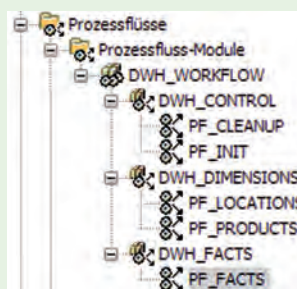 Prozessflüsse
Prozessfluss-Module
DWH_WORKFLOW
DWH_CONTROL
PF_CLEANUP
PF_INIT
DWH_DIMENSIONS
PF_LOCATIONS
PF_PRODUCTS
DWH_FACTS
PF_FACTS